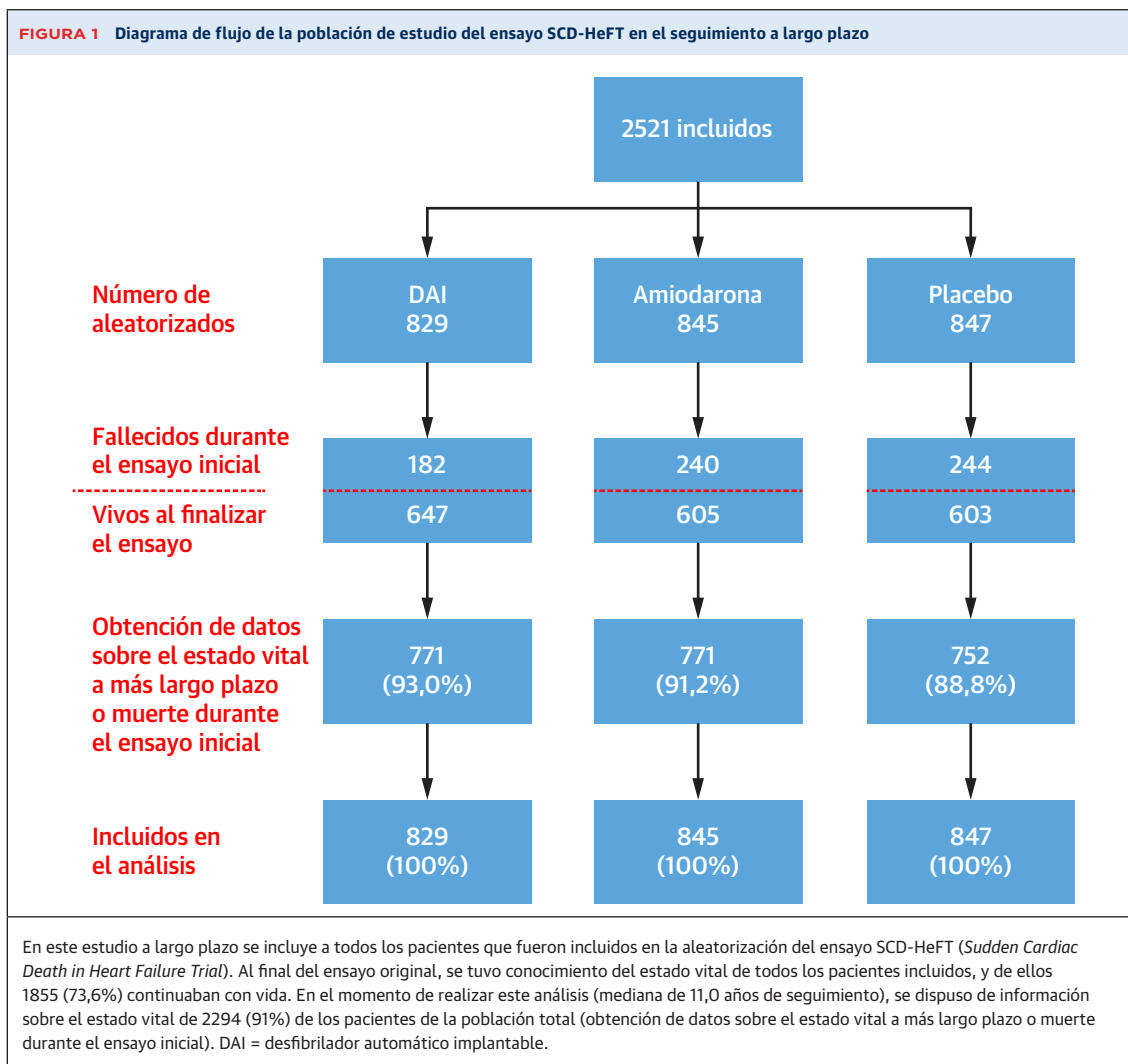 FIGURA 1 Diagrama de flujo de la población de estudio del ensayo SCD-HeFT en el seguimiento a largo plazo
2521 incluidos
Número de
aleatorizados
DAI
829
Amiodarona
845
Placebo
847
Fallecidos durante
el ensayo inicial
182
240
244
Vivos al finalizar
el ensayo
647
605
603
Obtención de datos
sobre el estado vital
a más largo plazo
o muerte durante
el ensayo inicial
771
(93,0%)
771
(91,2%)
752
(88,8%)
Incluidos en
el análisis
829
(100%)
845
(100%)
847
(100%)
En este estudio a largo plazo se incluye a todos los pacientes que fueron incluidos en la aleatorización del ensayo SCD-HeFT (Sudden Cardiac
Death in Heart Failure Trial). Al final del ensayo original, se tuvo conocimiento del estado vital de todos los pacientes incluidos, y de ellos
1855 (73,6%) continuaban con vida. En el momento de realizar este análisis (mediana de 11,0 años de seguimiento), se dispuso de información
sobre el estado vital de 2294 (91%) de los pacientes de la población total (obtención de datos sobre el estado vital a más largo plazo o muerte
durante el ensayo inicial). DAI = desfibrilador automático implantable.